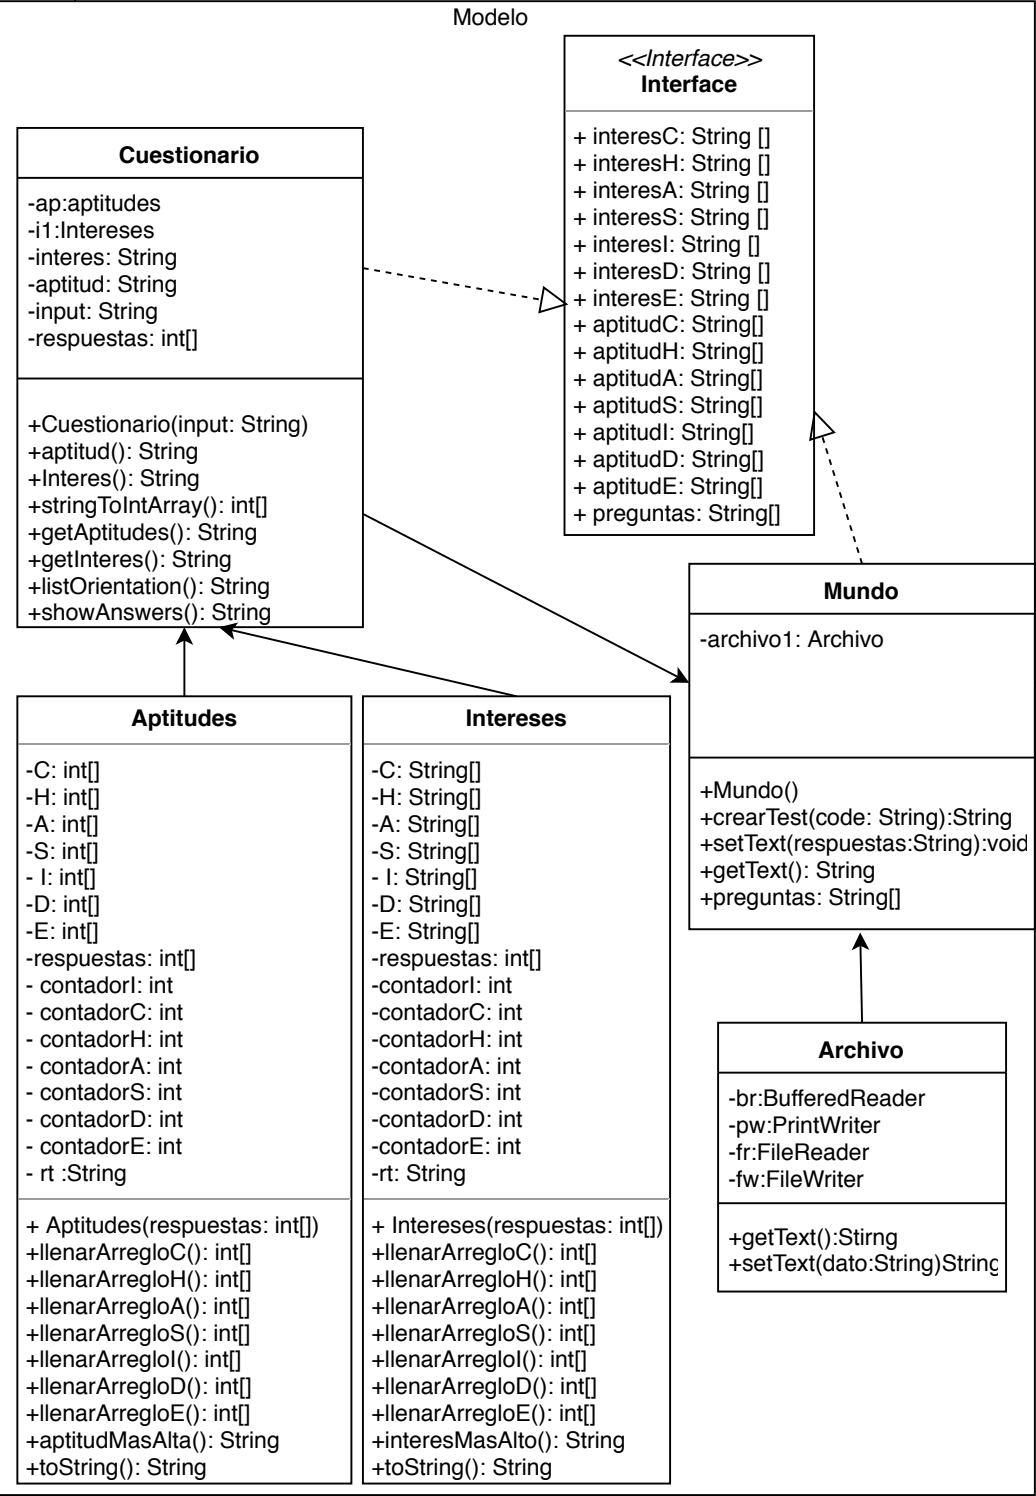 Modelo
<<Interface>>
Interface
+ interesC: String []
+ interesH: String []
+ interesA: String []
+ interesS: String []
+ interesI: String []
+ interesD: String []
+ interesE: String []
+ aptitudC: String[]
+ aptitudH: String[]
+ aptitudA: String[]
+ aptitudS: String[]
+ aptitudI: String[]
+ aptitudD: String[]
+ aptitudE: String[]
+ preguntas: String[]
Cuestionario
-ap:aptitudes
-i1:Intereses
-interes: String
-aptitud: String
-input: String
-respuestas: int[]
+Cuestionario(input: String)
+aptitud(): String
+Interes(): String
+stringToIntArray(): int[]
+getAptitudes(): String
+getInteres(): String
+listOrientation(): String
+showAnswers(): String
Mundo
-archivo1: Archivo
+Mundo()
+crearTest(code: String):String
+setText(respuestas:String):void
+getText(): String
+preguntas: String[]
Aptitudes
-C: int[]
-H: int[]
-A: int[]
-S: int[]
- I: int[]
-D: int[]
-E: int[]
-respuestas: int[]
- contadorI: int
- contadorC: int
- contadorH: int
- contadorA: int
- contadorS: int
- contadorD: int
- contadorE: int
- rt :String
+ Aptitudes(respuestas: int[])
+llenarArregloC(): int[]
+llenarArregloH(): int[]
+llenarArregloA(): int[]
+llenarArregloS(): int[]
+llenarArregloI(): int[]
+llenarArregloD(): int[]
+llenarArregloE(): int[]
+aptitudMasAlta(): String
+toString(): String
Intereses
-C: String[]
-H: String[]
-A: String[]
-S: String[]
- I: String[]
-D: String[]
-E: String[]
-respuestas: int[]
-contadorI: int
-contadorC: int
-contadorH: int
-contadorA: int
-contadorS: int
-contadorD: int
-contadorE: int
-rt: String
+ Intereses(respuestas: int[])
+llenarArregloC(): int[]
+llenarArregloH(): int[]
+llenarArregloA(): int[]
+llenarArregloS(): int[]
+llenarArregloI(): int[]
+llenarArregloD(): int[]
+llenarArregloE(): int[]
+interesMasAlto(): String
+toString(): String
Archivo
-br:BufferedReader
-pw:PrintWriter
-fr:FileReader
-fw:FileWriter
+getText():Stirng
+setText(dato:String)String